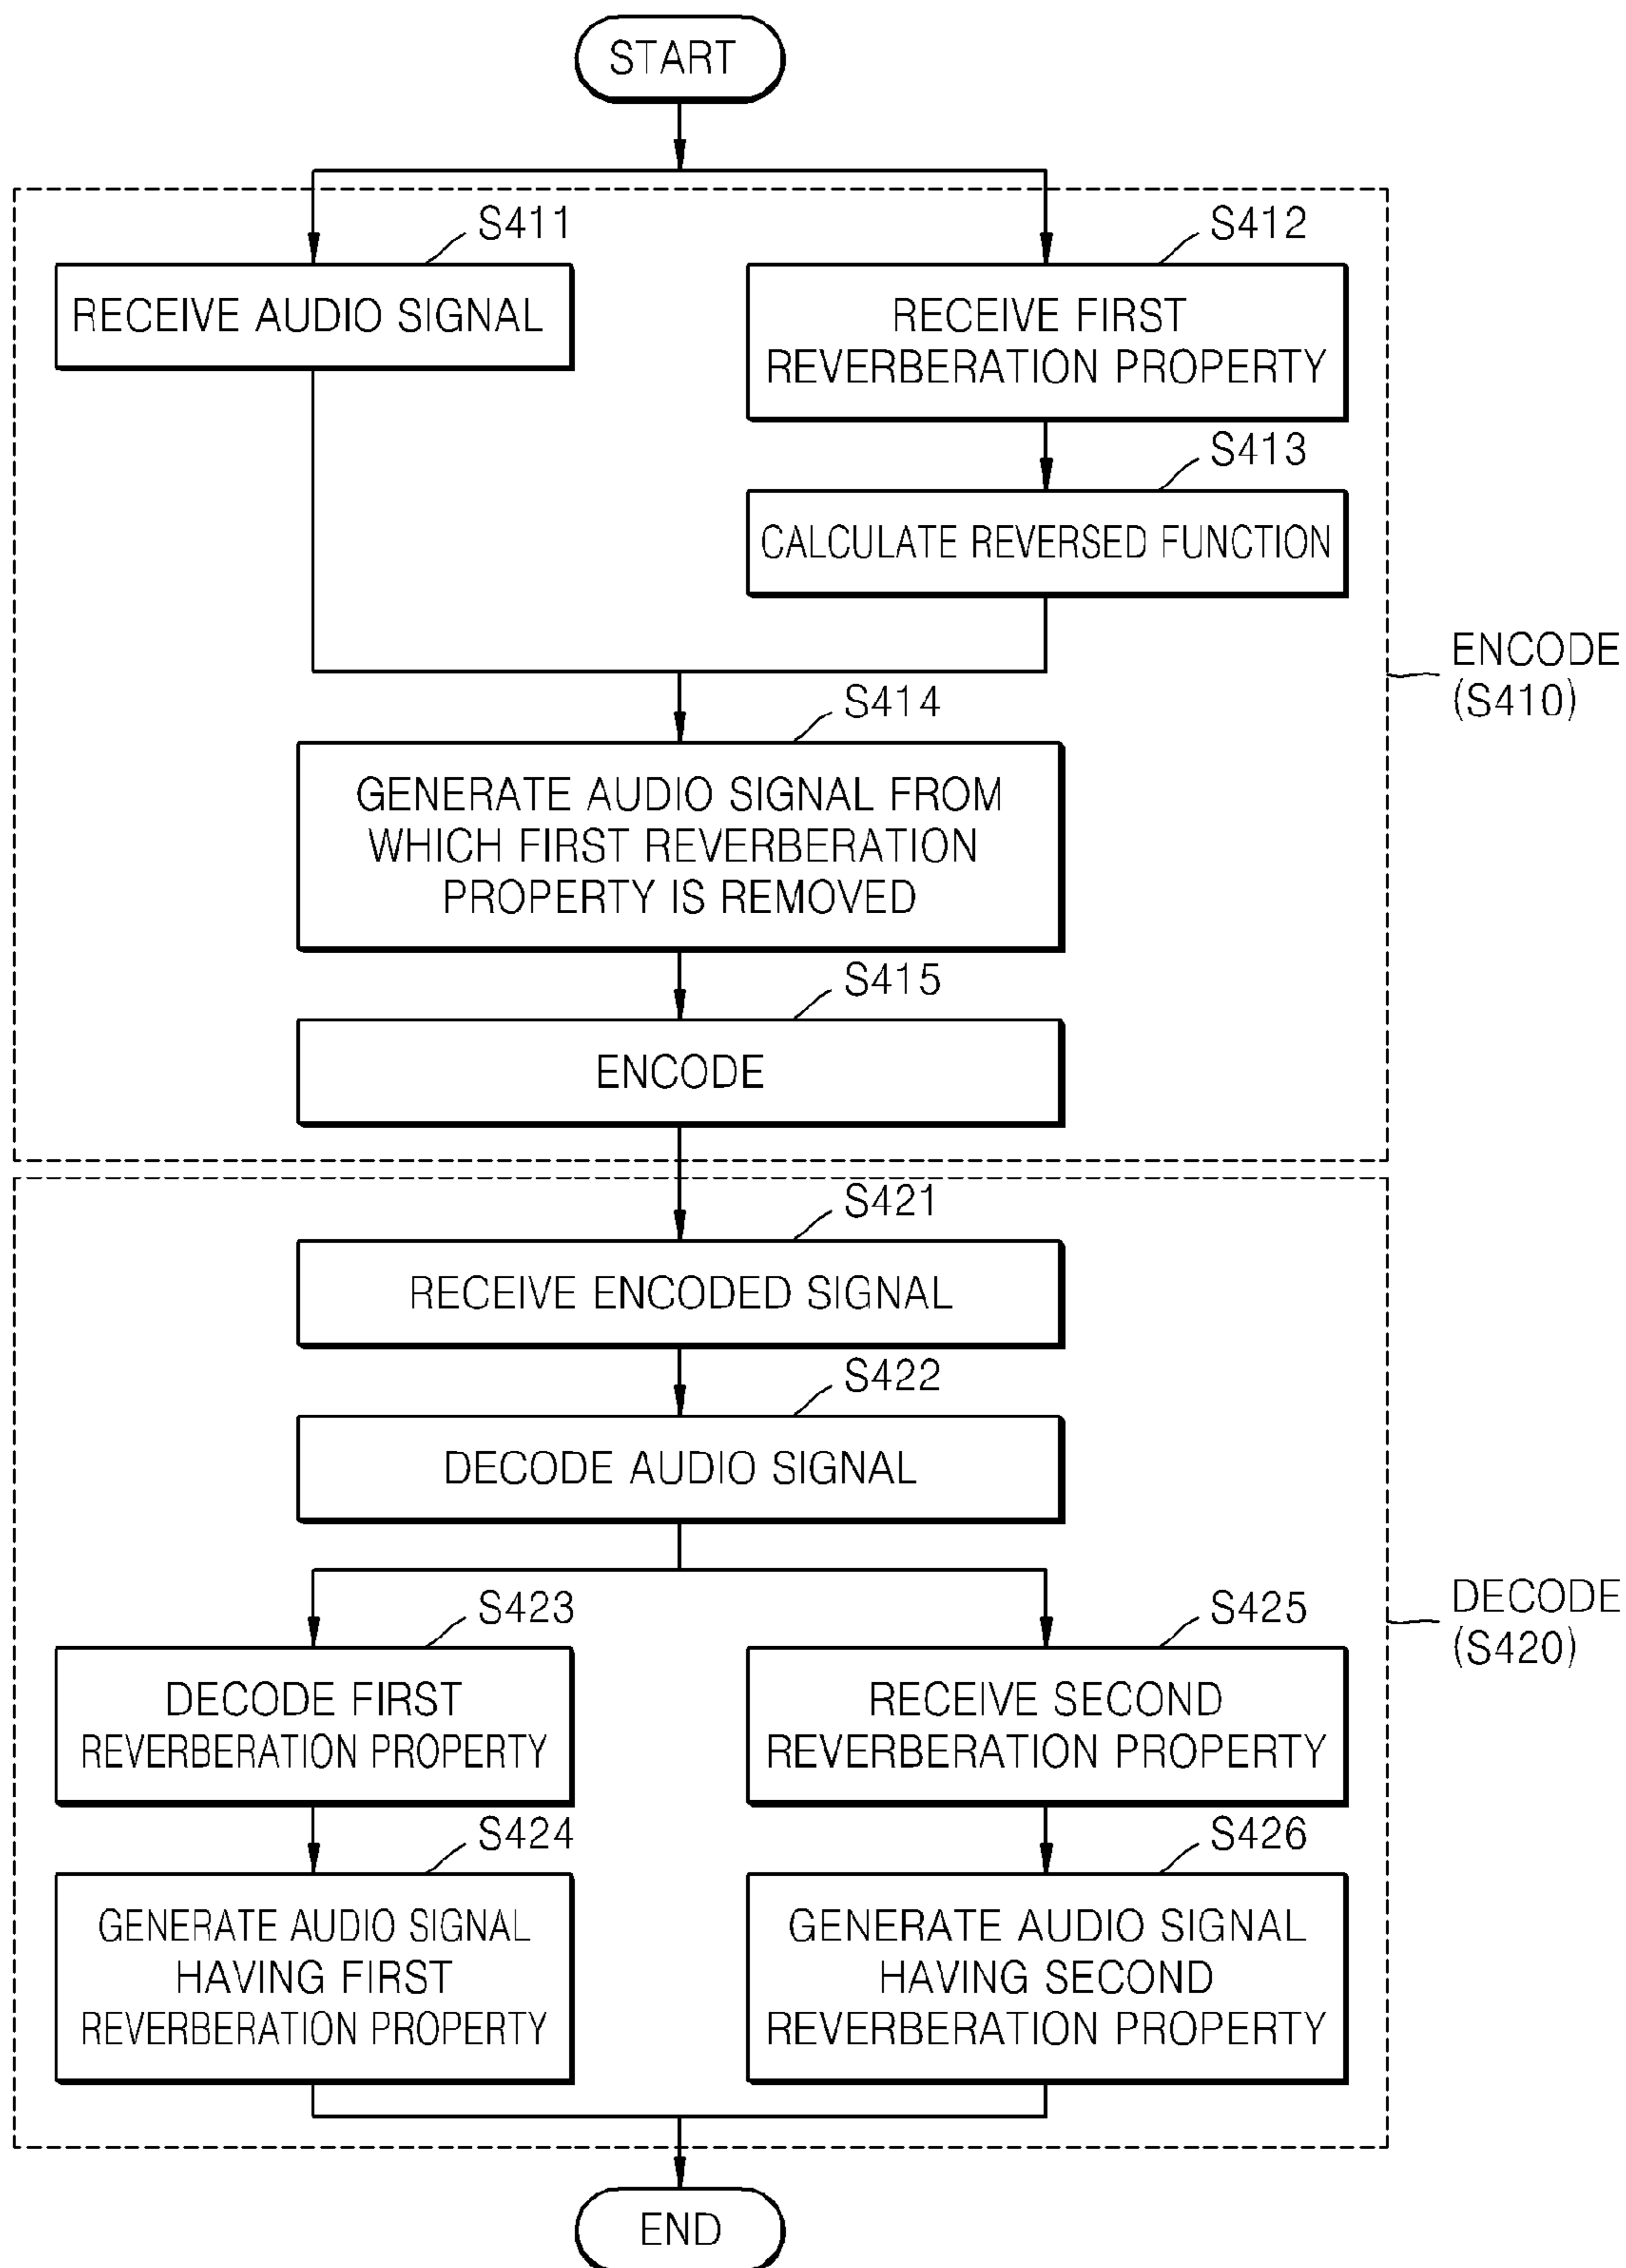 START
S411
RECEIVE AUDIO SIGNAL
S412
RECEIVE FIRST
REVERBERATION PROPERTY
S413
CALCULATE REVERSED FUNCTION
ENCODE
(S410)
S414
GENERATE AUDIO SIGNAL FROM
WHICH FIRST REVERBERATION
PROPERTY IS REMOVED
S415
ENCODE
S421
RECEIVE ENCODED SIGNAL
S422
DECODE AUDIO SIGNAL
DECODE
(S420)
S423
DECODE FIRST
REVERBERATION PROPERTY
S424
GENERATE AUDIO SIGNAL
HAVING FIRST
REVERBERATION PROPERTY
S425
RECEIVE SECOND
REVERBERATION PROPERTY
S426
GENERATE AUDIO SIGNAL
HAVING SECOND
REVERBERATION PROPERTY
END